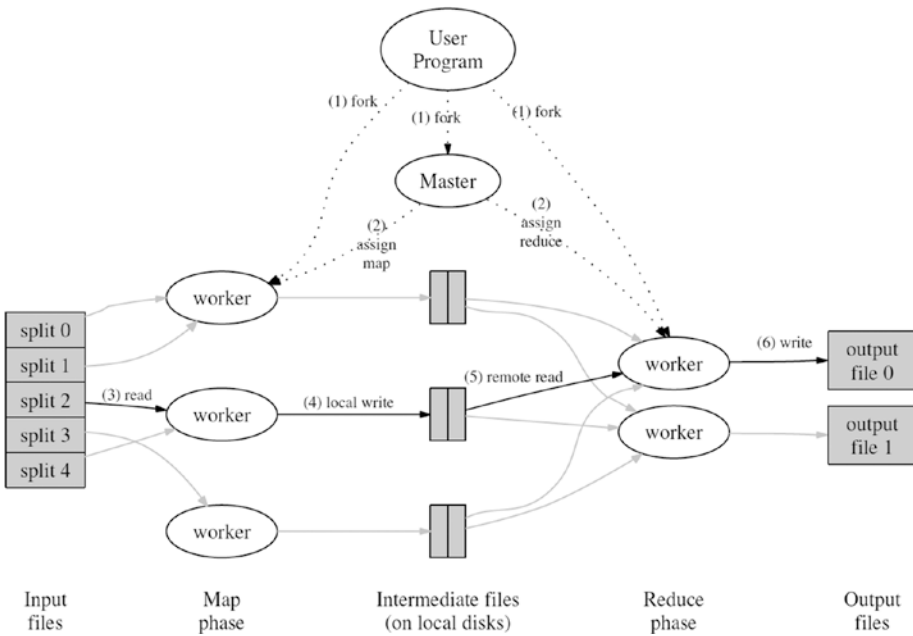 User
Program
(1) fork
(1) fork
(1) fork
Master
(2)
assign
map
(2)
assign
reduce
worker
split 0
split 1
split 2
split 3
split 4
(3) read
worker
(4) local write
(5) remote read
worker
(6) write
output
file 0
worker
output
file 1
worker
Input
files
Map
phase
Intermediate files
(on local disks)
Reduce
phase
Output
files